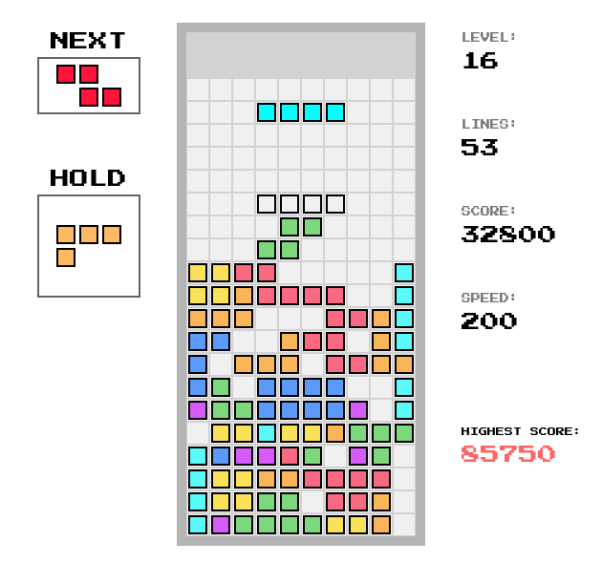 NEXT
HOLD
LEVEL:
16
LINES:
53
SCORE:
32800
SPEED:
200
HIGHEST SCORE:
85750